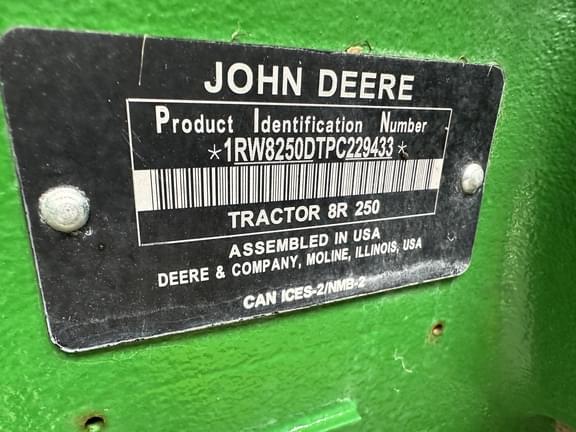 JOHN DEERE
Product Identification Number
*1RW8250DTPC229433*
TRACTOR 8R 250
ASSEMBLED IN USA
DEERE & COMPANY, MOLINE, ILLINOIS, USA
CAN ICES-2/NMB-2